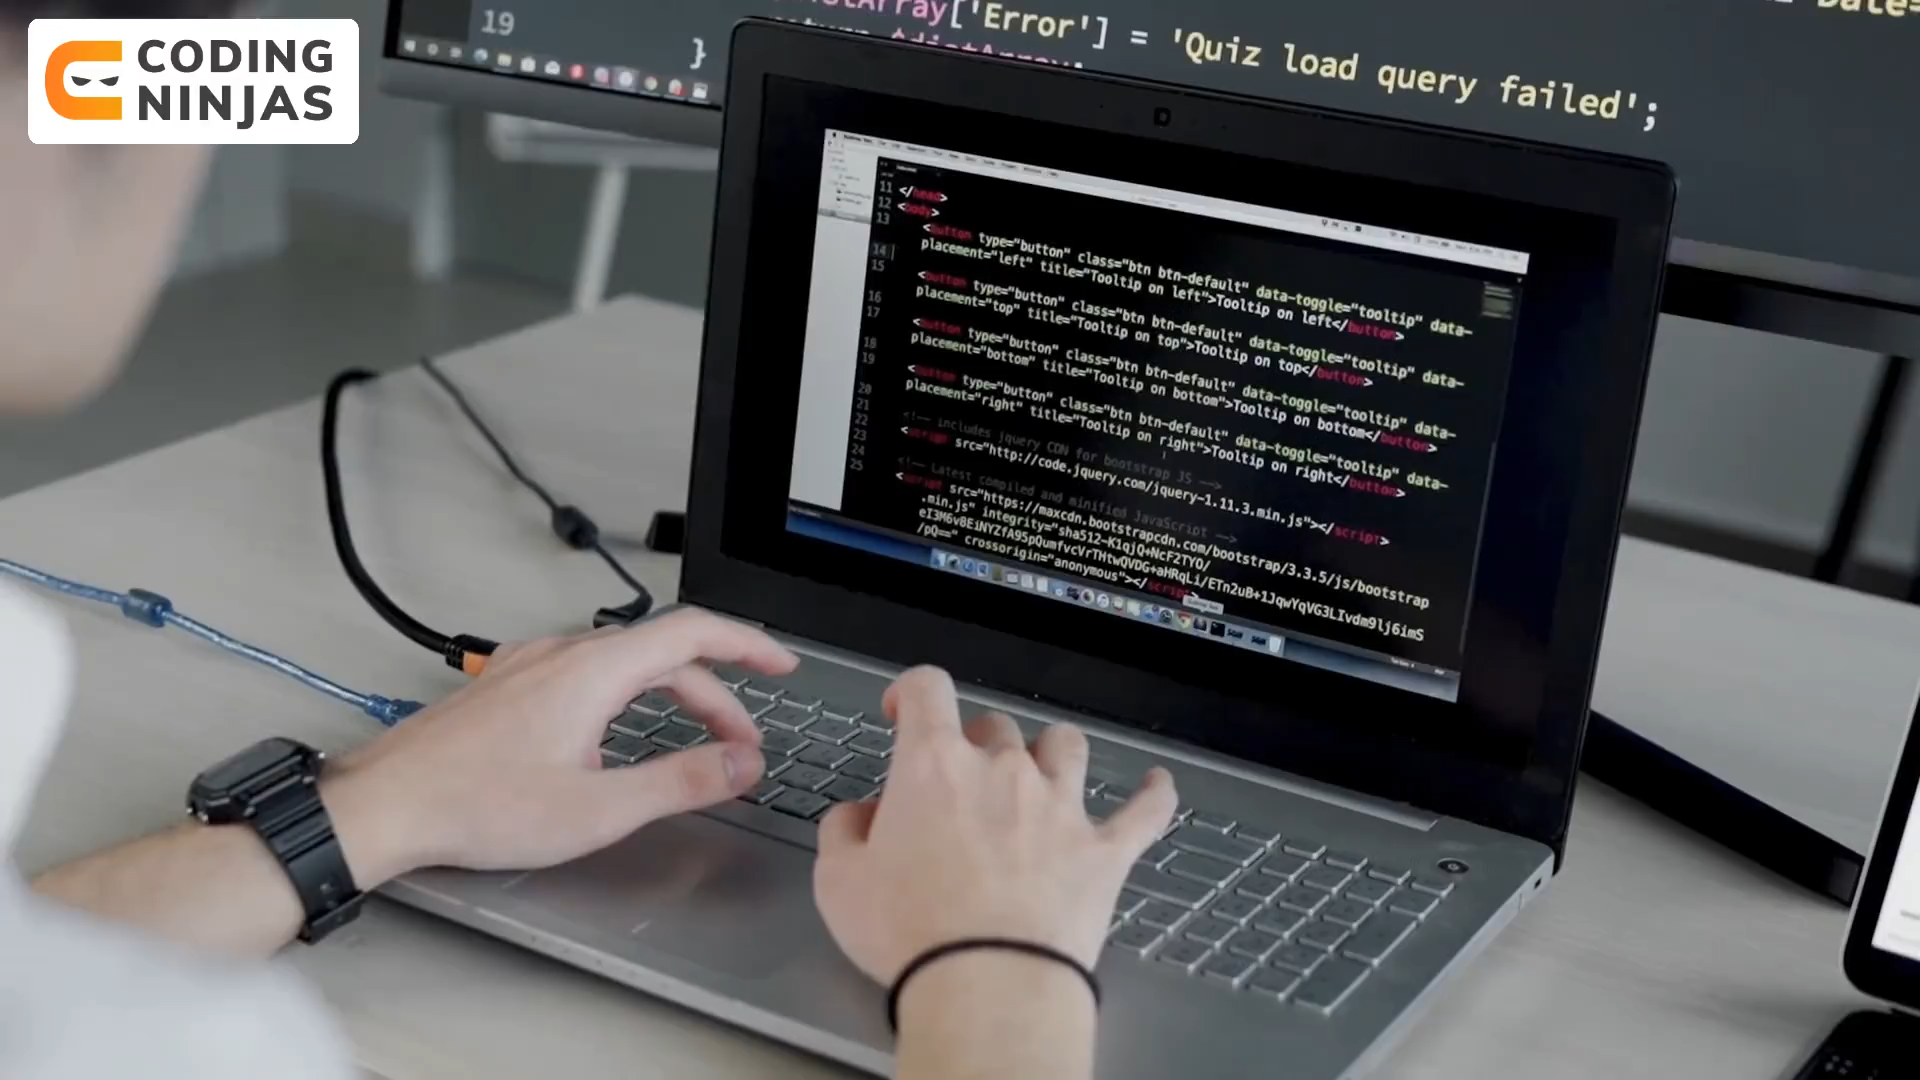 CODING
NINJAS
19
}
['Error'] = 'Quiz load query failed';
11
</head>
12
<body>
13
<button type="button" class="btn btn-default" data-toggle="tooltip" data-
14
placement="left" title="Tooltip on left">Tooltip on left</button>
15
<button type="button" class="btn btn-default" data-toggle="tooltip" data-
16
placement="top" title="Tooltip on top">Tooltip on top</button>
17
<button type="button" class="btn btn-default" data-toggle="tooltip" data-
18
placement="bottom" title="Tooltip on bottom">Tooltip on bottom</button>
19
<button type="button" class="btn btn-default" data-toggle="tooltip" data-
20
placement="right" title="Tooltip on right">Tooltip on right</button>
21
22
<!-- includes jquery CDN for bootstrap JS -->
23
<script src="http://code.jquery.com/jquery-1.11.3.min.js"></script>
24
<!-- Latest compiled and minified JavaScript -->
25
<script src="https://maxcdn.bootstrapcdn.com/bootstrap/3.3.5/js/bootstrap
.min.js" integrity="sha512-K1qjQ+NcF2TYO/
eI3M6v8EiNYZfA95pQumfvcVrTHtwQVDG+aHRqLi/ETn2uB+1JqwYqVG3LIvdm9lj6imS
/pQ==" crossorigin="anonymous"></script>